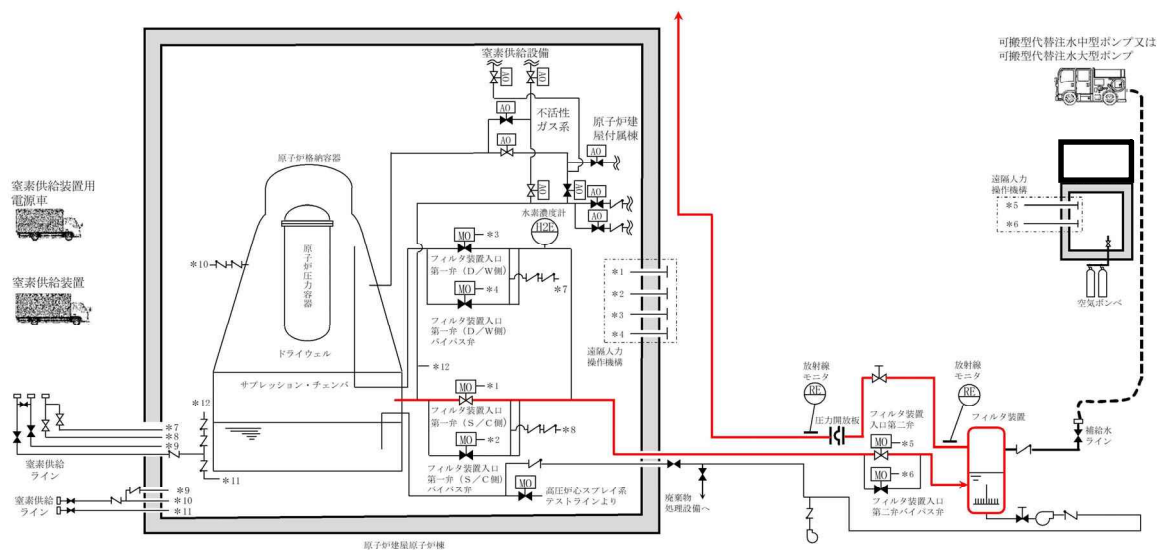 窒素供給設備
可搬型代替注水中型ポンプ又は
可搬型代替注水大型ポンプ
AO
AO
AO
不活性
ガス系
原子炉建
屋付属棟
AO
AO
原子炉格納容器
窒素供給装置用
電源車
AO
AO
AO
AO
水素濃度計
H2E
遠隔人力
操作機構
*5
*6
原子炉圧力容器
MO
*3
フィルタ装置入口
第一弁（D/W側）
*10
*7
MO
*4
*1
*2
*3
*4
窒素供給装置
空気ボンベ
フィルタ装置入口
第一弁（D/W側）
バイパス弁
ドライウェル
遠隔人力
操作機構
*12
サプレッション・チェンバ
MO
*1
放射線
モニタ
RE
放射線
モニタ
RE
*12
フィルタ装置入口
第一弁（S/C側）
圧力開放板
フィルタ装置
入口第二弁
フィルタ装置
*7
*8
*9
*8
MO
*2
MO
*5
補給水
ライン
窒素供給
ライン
フィルタ装置入口
第一弁（S/C側）
バイパス弁
MO
*6
*11
*9
*10
*11
窒素供給
ライン
MO
高圧炉心スプレイ系
テストラインより
廃棄物
処理設備へ
フィルタ装置入口
第二弁バイパス弁
原子炉建屋原子炉棟